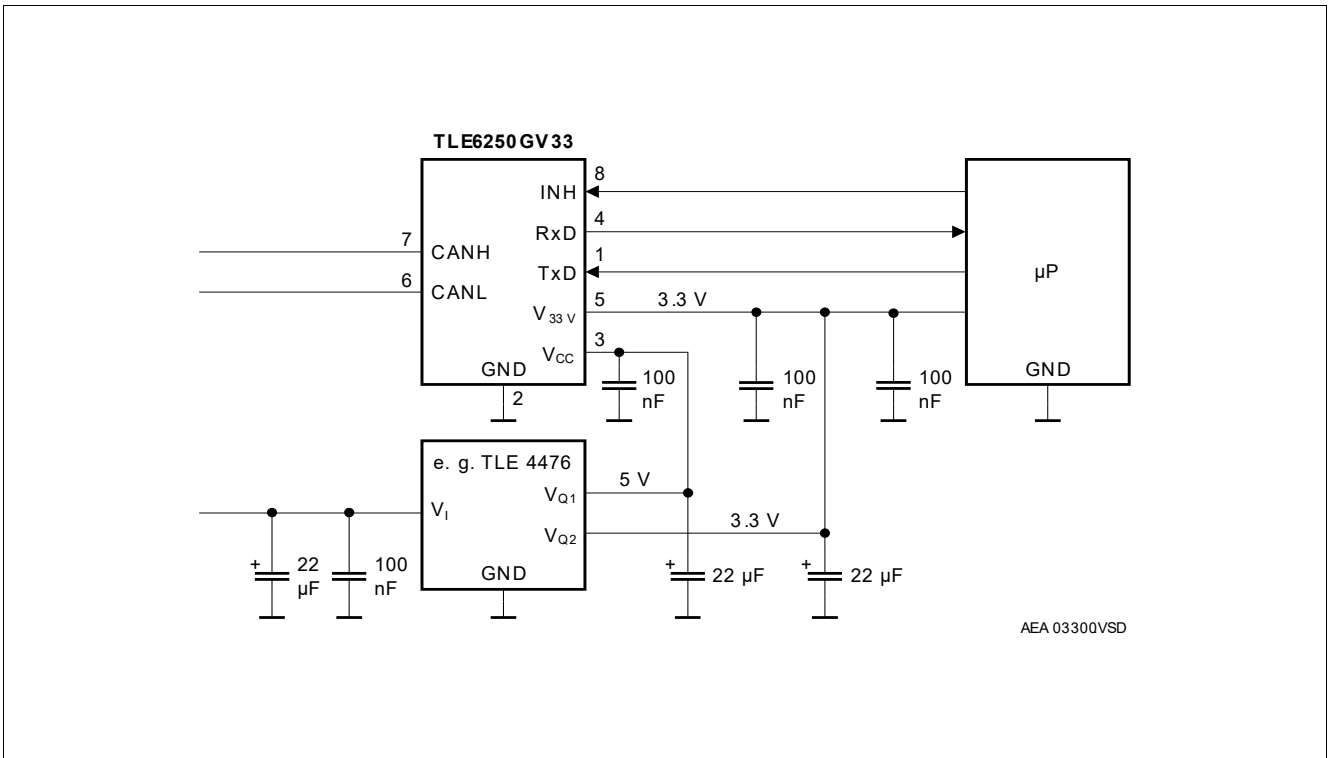 TLE6250GV33
INH
8
RxD
4
TxD
1
V33 V
5
3.3 V
VCC
3
7
CANH
6
CANL
GND
2
µP
GND
100
nF
100
nF
100
nF
e. g. TLE 4476
VI
VQ1
5 V
VQ2
3.3 V
GND
+
22
µF
100
nF
+
22 µF
+
22 µF
AEA 03300.VSD